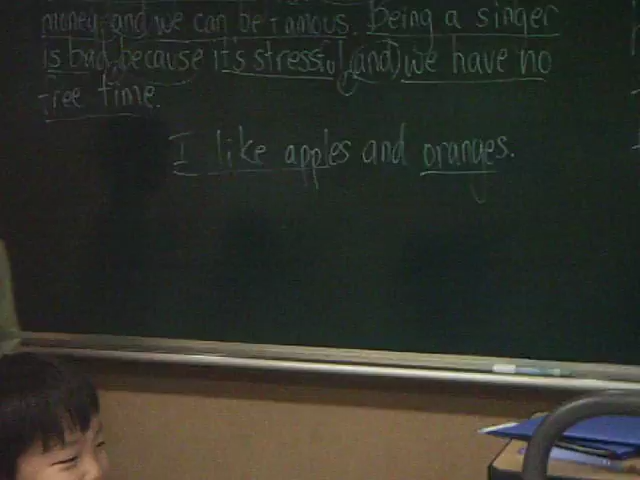 money, and we can be famous. Being a singer
is bad, because it's stressful, (and) we have no
free time.
I like apples and oranges.